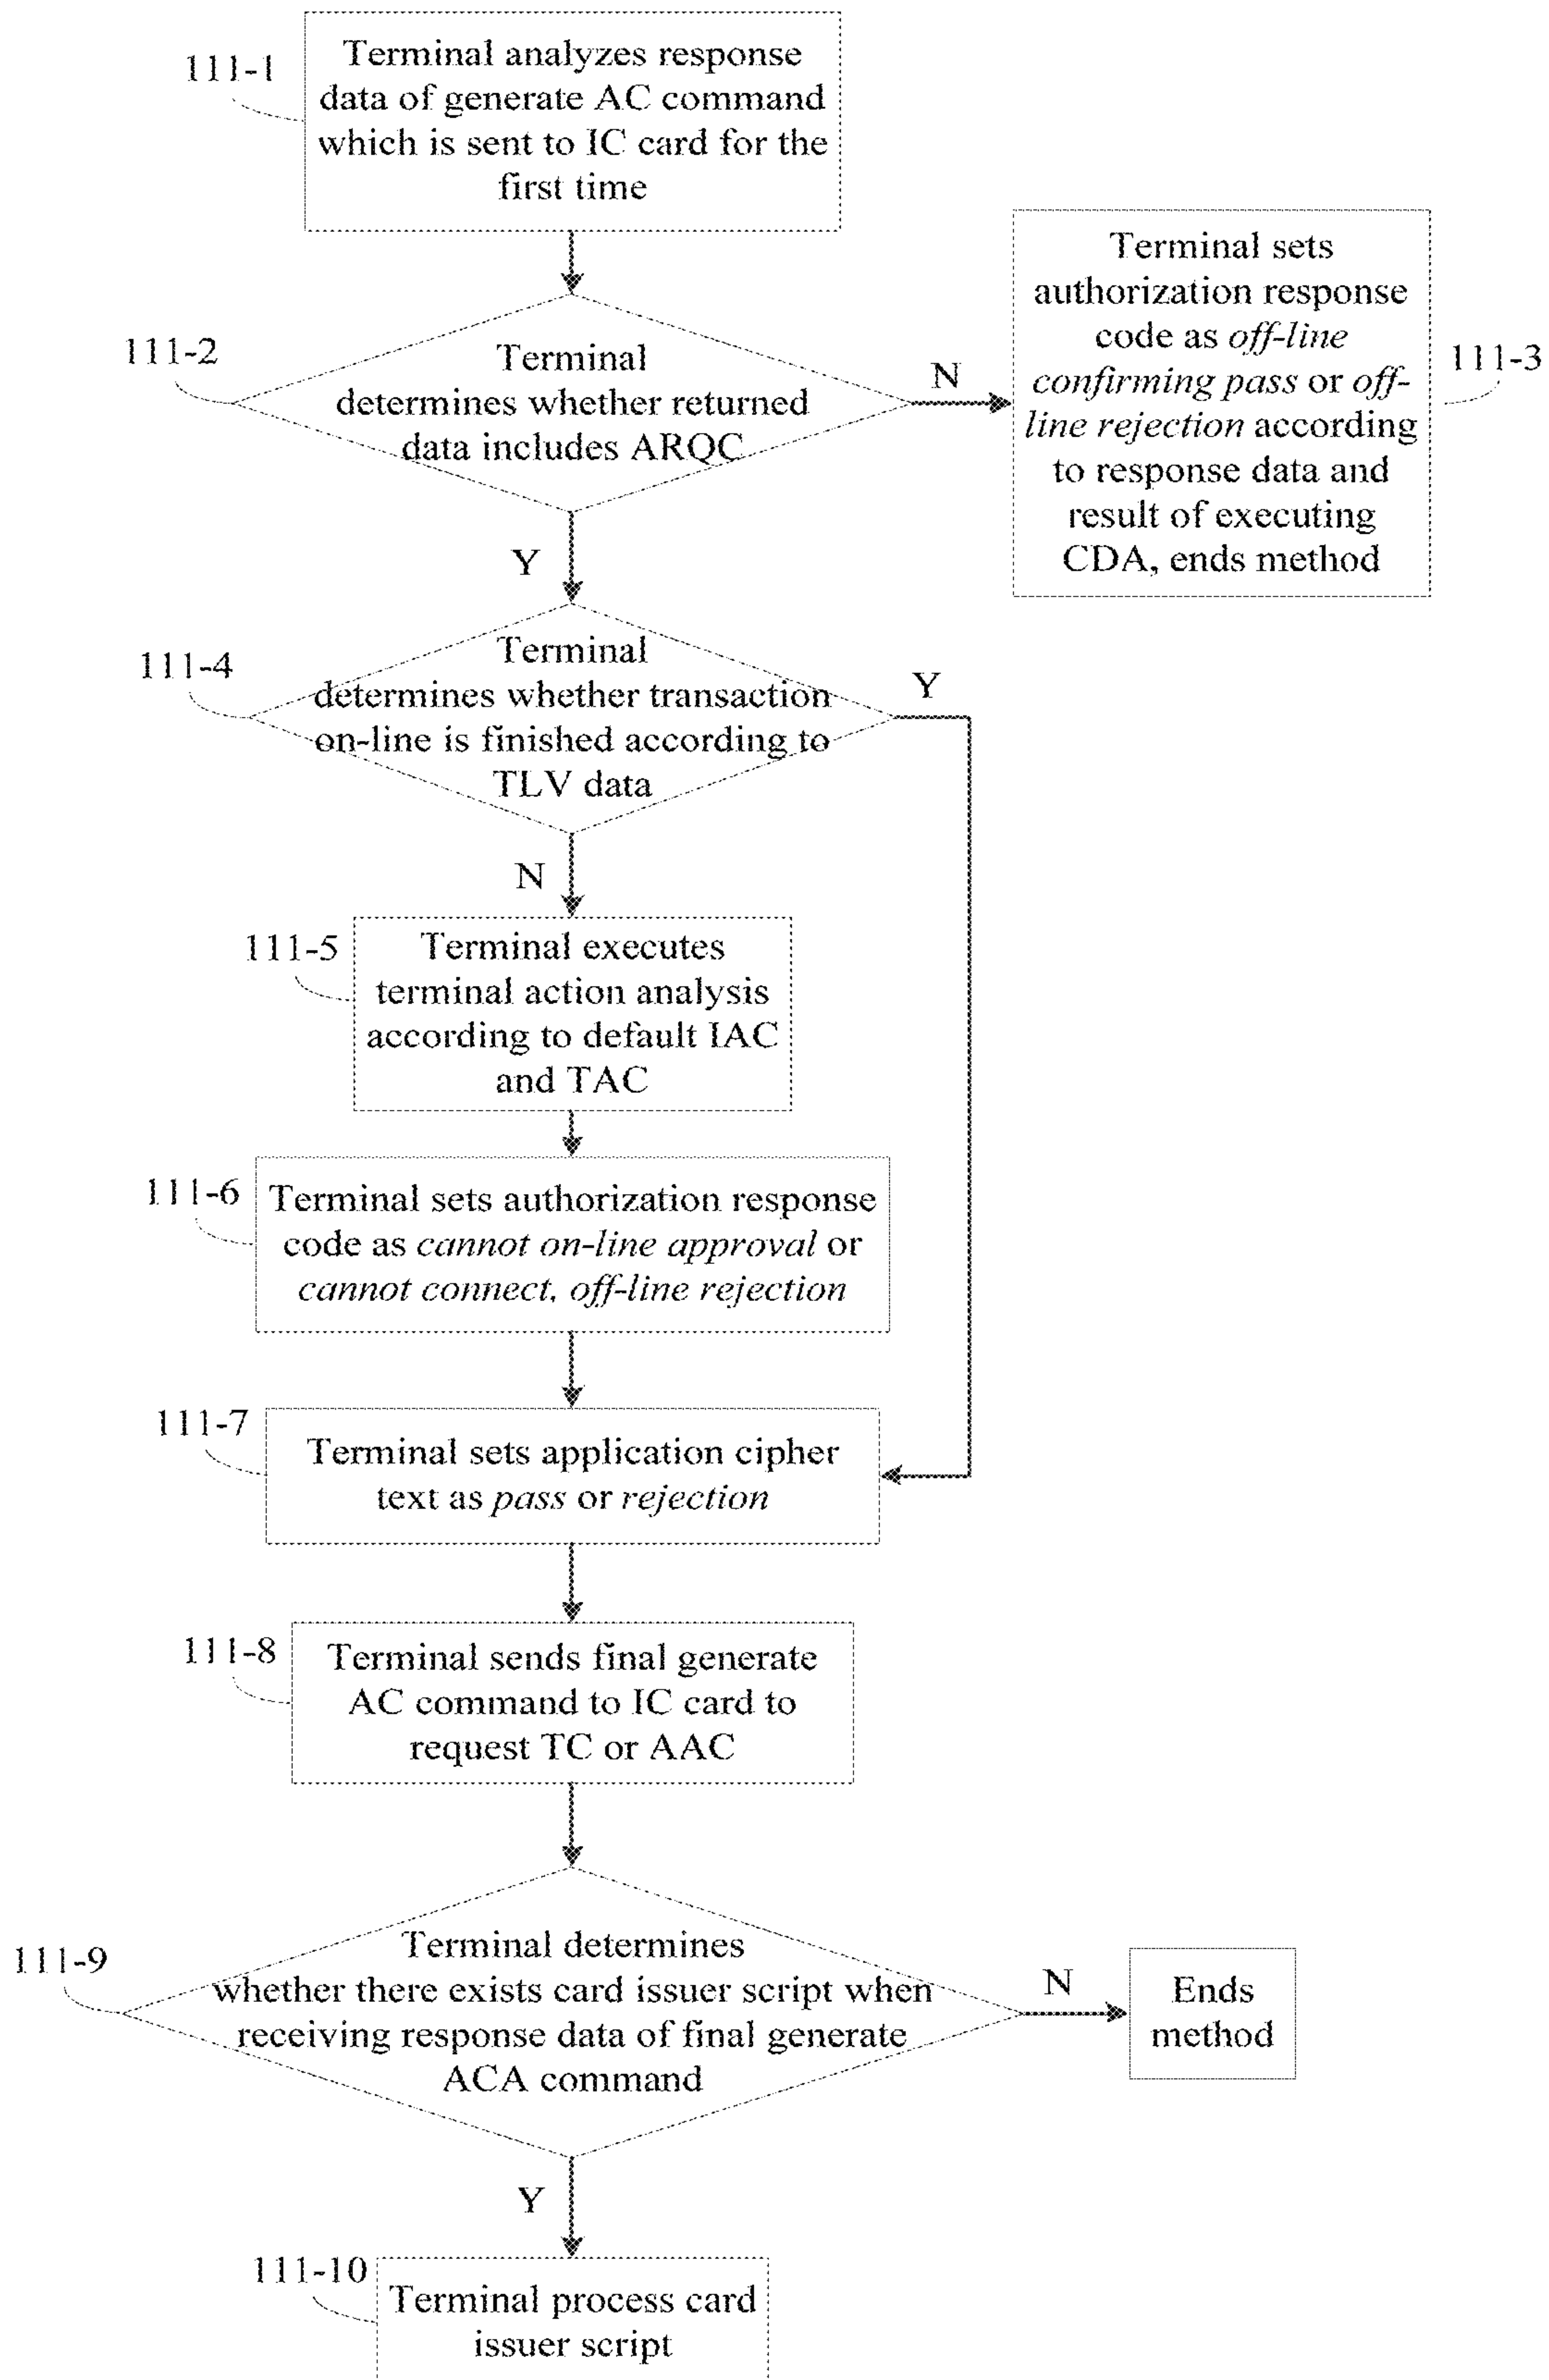 111-1
Terminal analyzes response
data of generate AC command
which is sent to IC card for the
first time
111-2
Terminal
determines whether returned
data includes ARQC
N
Terminal sets
authorization response
code as off-line
confirming pass or off-
line rejection according
to response data and
result of executing
CDA, ends method
111-3
Y
111-4
Terminal
determines whether transaction
on-line is finished according to
TLV data
Y
N
111-5
Terminal executes
terminal action analysis
according to default IAC
and TAC
111-6
Terminal sets authorization response
code as cannot on-line approval or
cannot connect, off-line rejection
111-7
Terminal sets application cipher
text as pass or rejection
111-8
Terminal sends final generate
AC command to IC card to
request TC or AAC
111-9
Terminal determines
whether there exists card issuer script when
receiving response data of final generate
ACA command
N
Ends
method
Y
111-10
Terminal process card
issuer script